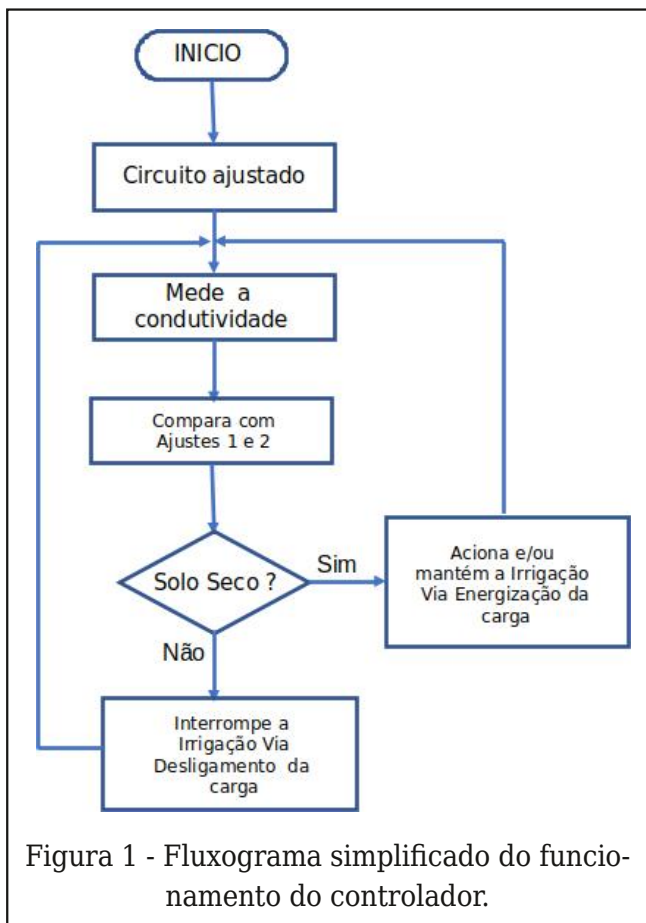 INICIO
Circuito ajustado
Mede a
condutividade
Compara com
Ajustes 1 e 2
Solo Seco ?
Sim
Aciona e/ou
mantém a Irrigação
Via Energização da
carga
Não
Interrompe a
Irrigação Via
Desligamento da
carga
Figura 1 - Fluxograma simplificado do funcio-
namento do controlador.